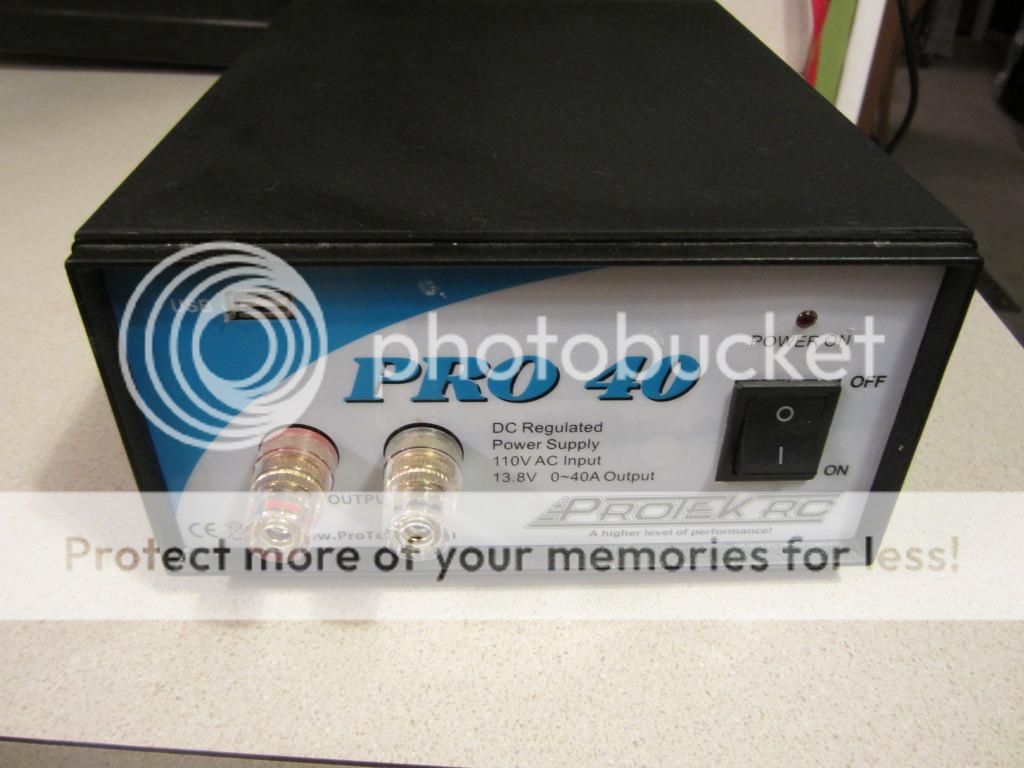 USB
photobucket
POWER ON
PRO 40
OFF
DC Regulated
Power Supply
110V AC Input
13.8V 0~40A Output
ON
PROTEK RC
A higher level of performance!
CE
Protect more of your memories for less!